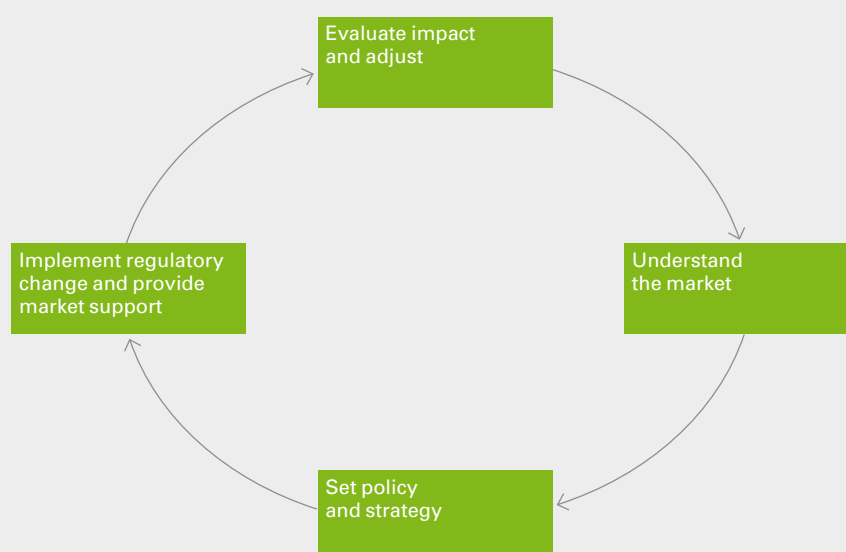 Evaluate impact
and adjust
Implement regulatory
change and provide
market support
Understand
the market
Set policy
and strategy